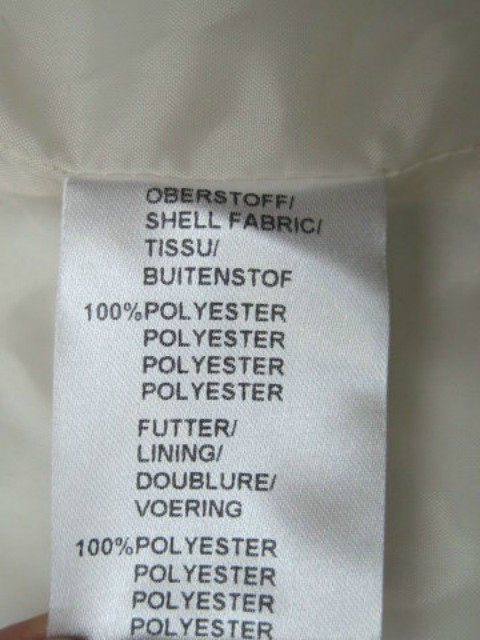 OBERSTOFF/
SHELL FABRIC/
TISSU/
BUITENSTOF
100%POLYESTER
POLYESTER
POLYESTER
POLYESTER
FUTTER/
LINING/
DOUBLURE/
VOERING
100%POLYESTER
POLYESTER
POLYESTER
POLYESTER